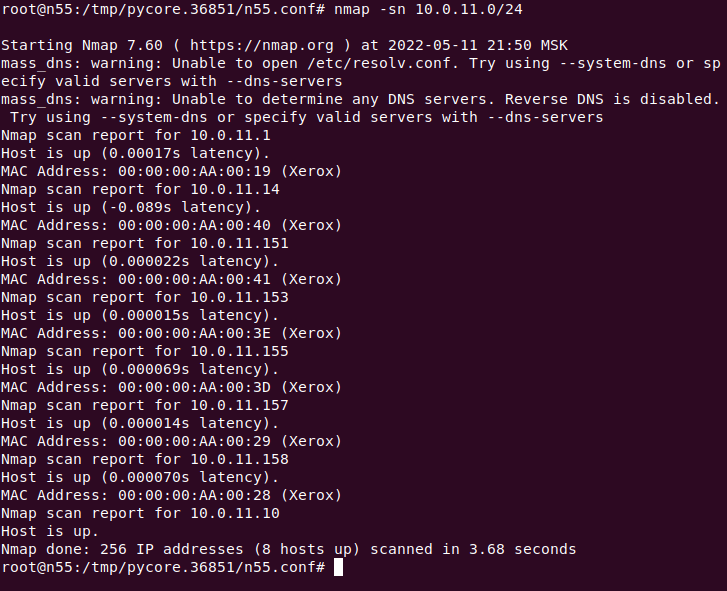 root@n55:/tmp/pycore.36851/n55.conf# nmap -sn 10.0.11.0/24
Starting Nmap 7.60 ( https://nmap.org ) at 2022-05-11 21:50 MSK
mass_dns: warning: Unable to open /etc/resolv.conf. Try using --system-dns or sp
ecify valid servers with --dns-servers
mass_dns: warning: Unable to determine any DNS servers. Reverse DNS is disabled.
 Try using --system-dns or specify valid servers with --dns-servers
Nmap scan report for 10.0.11.1
Host is up (0.00017s latency).
MAC Address: 00:00:00:AA:00:19 (Xerox)
Nmap scan report for 10.0.11.14
Host is up (-0.089s latency).
MAC Address: 00:00:00:AA:00:40 (Xerox)
Nmap scan report for 10.0.11.151
Host is up (0.000022s latency).
MAC Address: 00:00:00:AA:00:41 (Xerox)
Nmap scan report for 10.0.11.153
Host is up (0.000015s latency).
MAC Address: 00:00:00:AA:00:3E (Xerox)
Nmap scan report for 10.0.11.155
Host is up (0.000069s latency).
MAC Address: 00:00:00:AA:00:3D (Xerox)
Nmap scan report for 10.0.11.157
Host is up (0.000014s latency).
MAC Address: 00:00:00:AA:00:29 (Xerox)
Nmap scan report for 10.0.11.158
Host is up (0.000070s latency).
MAC Address: 00:00:00:AA:00:28 (Xerox)
Nmap scan report for 10.0.11.10
Host is up.
Nmap done: 256 IP addresses (8 hosts up) scanned in 3.68 seconds
root@n55:/tmp/pycore.36851/n55.conf#